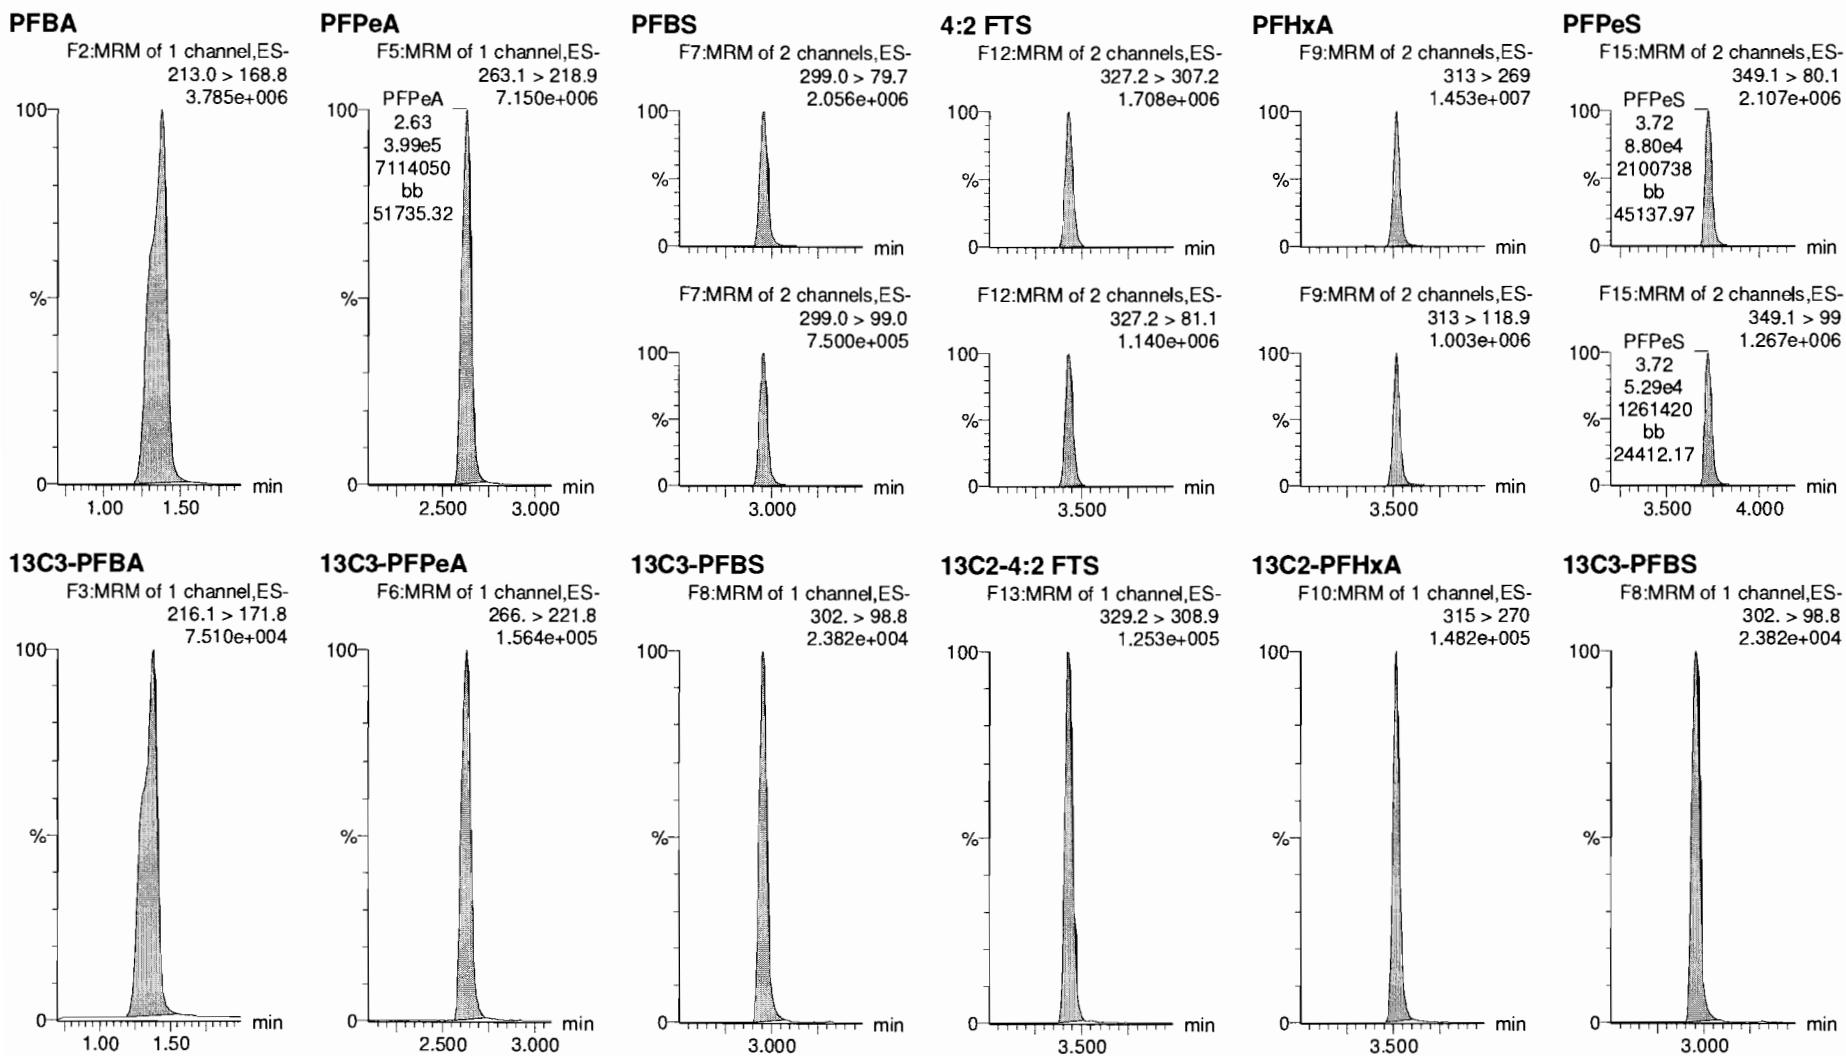 PFBA
F2:MRM of 1 channel,ES-
213.0 > 168.8
3.785e+006
100
%
0
min
1.00 1.50
PFPeA
F5:MRM of 1 channel,ES-
263.1 > 218.9
7.150e+006
PFPeA
2.63
3.99e5
7114050
bb
51735.32
100
%
0
min
2.500 3.000
PFBS
F7:MRM of 2 channels,ES-
299.0 > 79.7
2.056e+006
100
%
0
min
F7:MRM of 2 channels,ES-
299.0 > 99.0
7.500e+005
100
%
0
min
3.000
4:2 FTS
F12:MRM of 2 channels,ES-
327.2 > 307.2
1.708e+006
100
%
0
min
F12:MRM of 2 channels,ES-
327.2 > 81.1
1.140e+006
100
%
0
min
3.500
PFHxA
F9:MRM of 2 channels,ES-
313 > 269
1.453e+007
100
%
0
min
F9:MRM of 2 channels,ES-
313 > 118.9
1.003e+006
100
%
0
min
3.500
PFPeS
F15:MRM of 2 channels,ES-
349.1 > 80.1
2.107e+006
PFPeS
3.72
8.80e4
2100738
bb
45137.97
100
%
0
min
F15:MRM of 2 channels,ES-
349.1 > 99
1.267e+006
PFPeS
3.72
5.29e4
1261420
bb
24412.17
100
%
0
min
3.500 4.000
13C3-PFBA
F3:MRM of 1 channel,ES-
216.1 > 171.8
7.510e+004
100
%
0
min
1.00 1.50
13C3-PFPeA
F6:MRM of 1 channel,ES-
266. > 221.8
1.564e+005
100
%
0
min
2.500 3.000
13C3-PFBS
F8:MRM of 1 channel,ES-
302. > 98.8
2.382e+004
100
%
0
min
3.000
13C2-4:2 FTS
F13:MRM of 1 channel,ES-
329.2 > 308.9
1.253e+005
100
%
0
min
3.500
13C2-PFHxA
F10:MRM of 1 channel,ES-
315 > 270
1.482e+005
100
%
0
min
3.500
13C3-PFBS
F8:MRM of 1 channel,ES-
302. > 98.8
2.382e+004
100
%
0
min
3.000